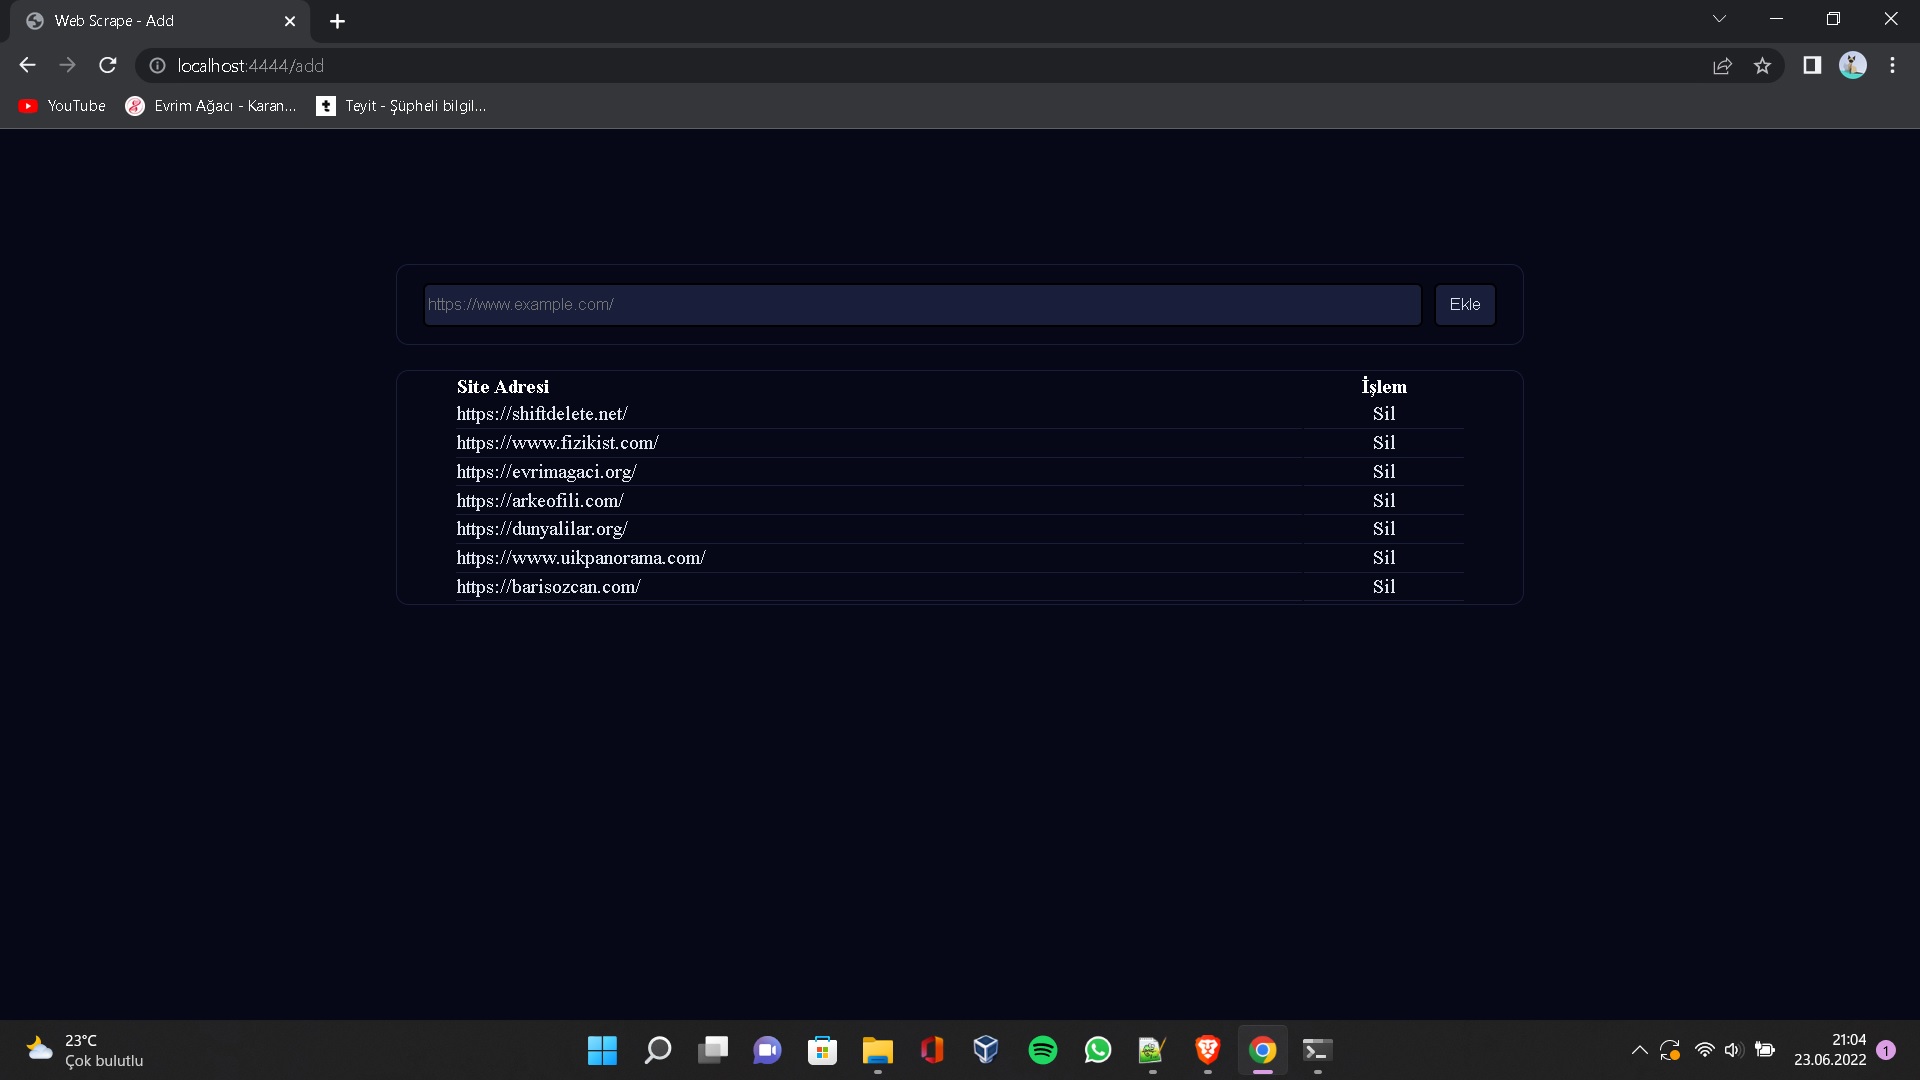 Web Scrape - Add
localhost:4444/add
YouTube
Evrim Ağacı - Karan...
t
Teyit - Şüpheli bilgil...
https://www.example.com/
Ekle
Site Adresi İşlem
https://shiftdelete.net/ Sil
https://www.fizikist.com/ Sil
https://evrimagaci.org/ Sil
https://arkeofili.com/ Sil
https://dunyalilar.org/ Sil
https://www.uikpanorama.com/ Sil
https://barisozcan.com/ Sil
23°C
Çok bulutlu
21:04
23.06.2022
1